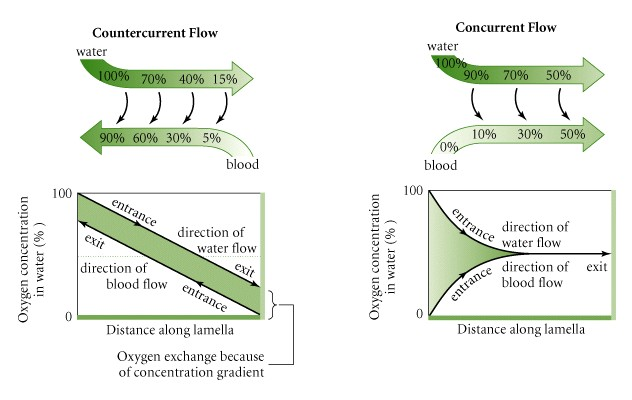 Countercurrent Flow
water
100% 70% 40% 15%
90% 60% 30% 5%
blood
100
entrance
direction of
water flow
exit
exit
direction of
blood flow
entrance
0
Oxygen concentration
in water (%)
Distance along lamella
Oxygen exchange because
of concentration gradient
Concurrent Flow
water
100% 90% 70% 50%
0% 10% 30% 50%
blood
100
entrance
direction of
water flow
exit
direction of
blood flow
entrance
0
Oxygen concentration
in water (%)
Distance along lamella